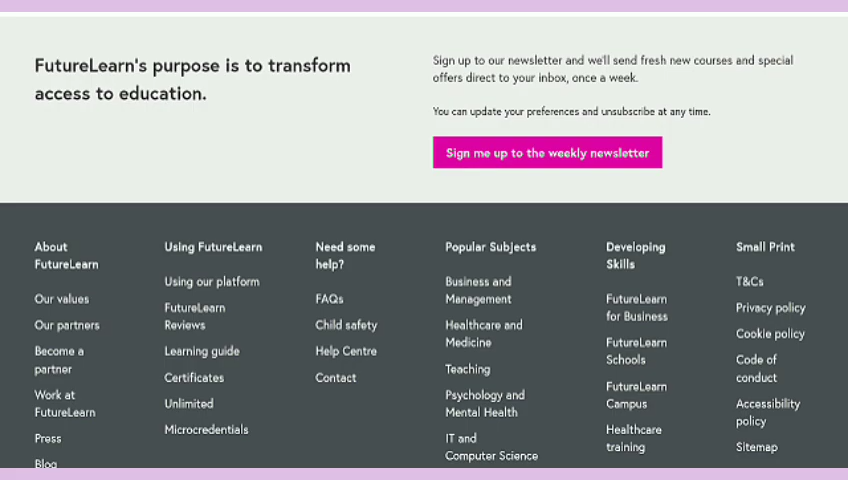 FutureLearn's purpose is to transform
access to education.
Sign up to our newsletter and we'll send fresh new courses and special
offers direct to your inbox, once a week.
You can update your preferences and unsubscribe at any time.
Sign me up to the weekly newsletter
About
FutureLearn
Our values
Our partners
Become a
partner
Work at
FutureLearn
Press
Blog
Using FutureLearn
Using our platform
FutureLearn
Reviews
Learning guide
Certificates
Unlimited
Microcredentials
Need some
help?
FAQs
Child safety
Help Centre
Contact
Popular Subjects
Business and
Management
Healthcare and
Medicine
Teaching
Psychology and
Mental Health
IT and
Computer Science
Developing
Skills
FutureLearn
for Business
FutureLearn
Schools
FutureLearn
Campus
Healthcare
training
Small Print
T&Cs
Privacy policy
Cookie policy
Code of
conduct
Accessibility
policy
Sitemap